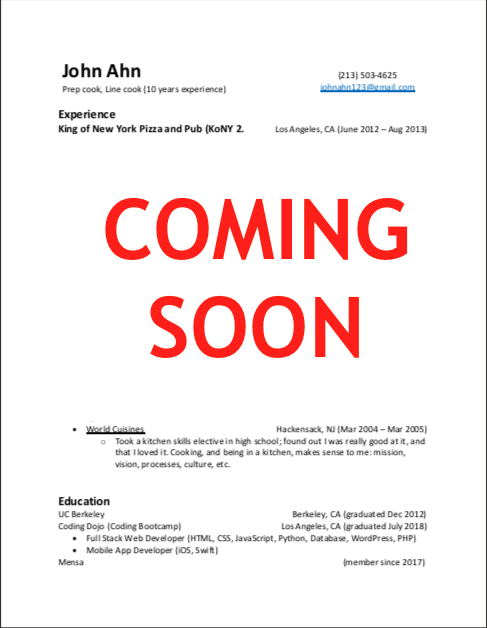 John Ahn
(213) 503-4625
Prep cook, Line cook (10 years experience)
johnahn123@gmail.com
Experience
King of New York Pizza and Pub (KoNY 2. Los Angeles, CA (June 2012 – Aug 2013)
COMING
SOON
• World Cuisines Hackensack, NJ (Mar 2004 – Mar 2005)
o Took a kitchen skills elective in high school; found out I was really good at it, and
that I loved it. Cooking, and being in a kitchen, makes sense to me: mission,
vision, processes, culture, etc.
Education
UC Berkeley Berkeley, CA (graduated Dec 2012)
Coding Dojo (Coding Bootcamp) Los Angeles, CA (graduated July 2018)
• Full Stack Web Developer (HTML, CSS, JavaScript, Python, Database, WordPress, PHP)
• Mobile App Developer (iOS, Swift)
Mensa (member since 2017)